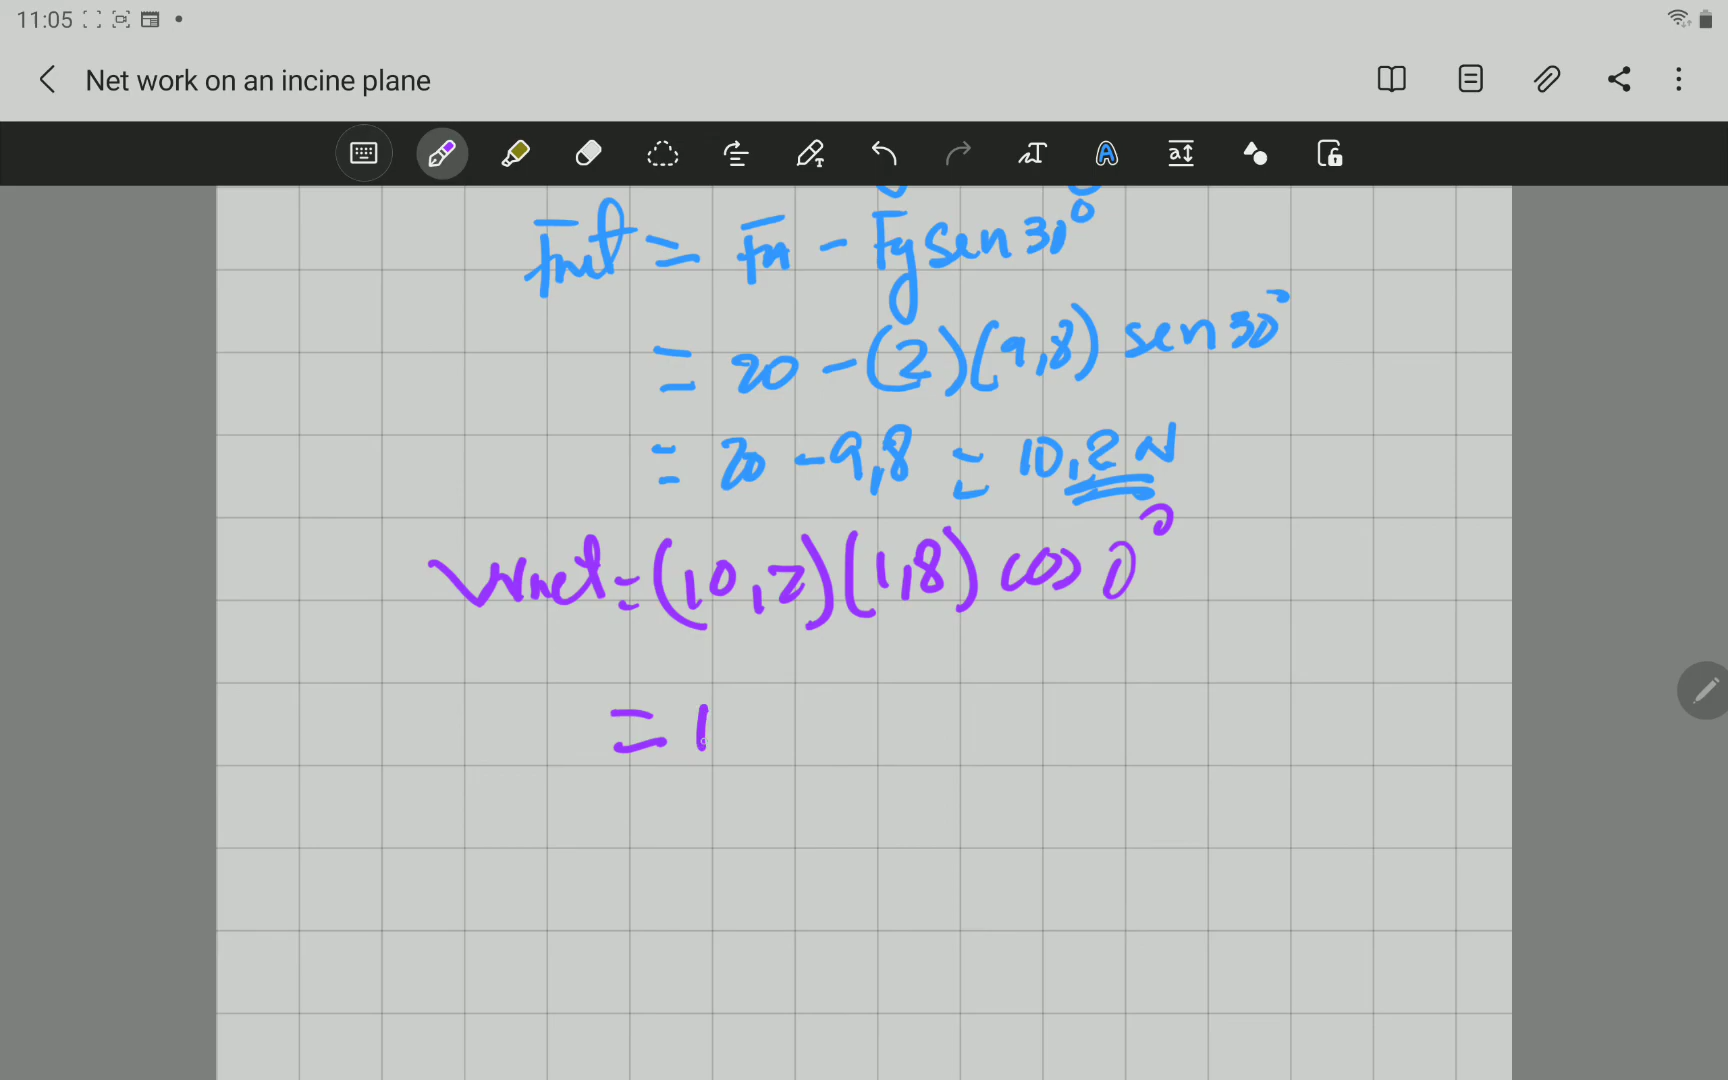 11:05
Net work on an incine plane
Fnet = Fn - Fg sen 30°
= 20 - (2)(9,8) sen 30°
= 20 - 9,8 = 10,2 N
Wnet = (10,2)(1,8) cos 0°
= 1